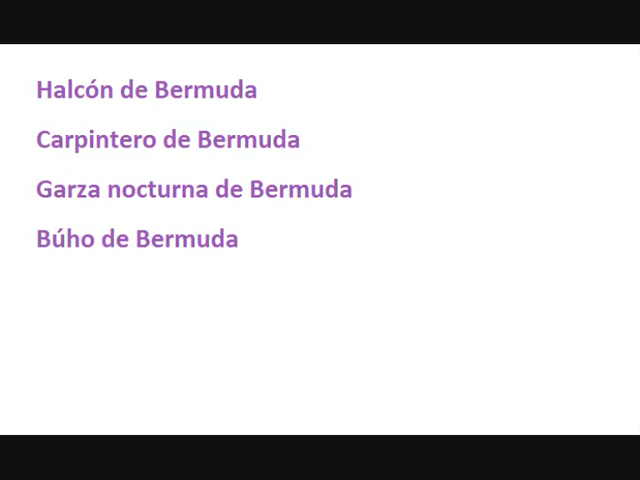 Halcón de Bermuda
Carpintero de Bermuda
Garza nocturna de Bermuda
Búho de Bermuda